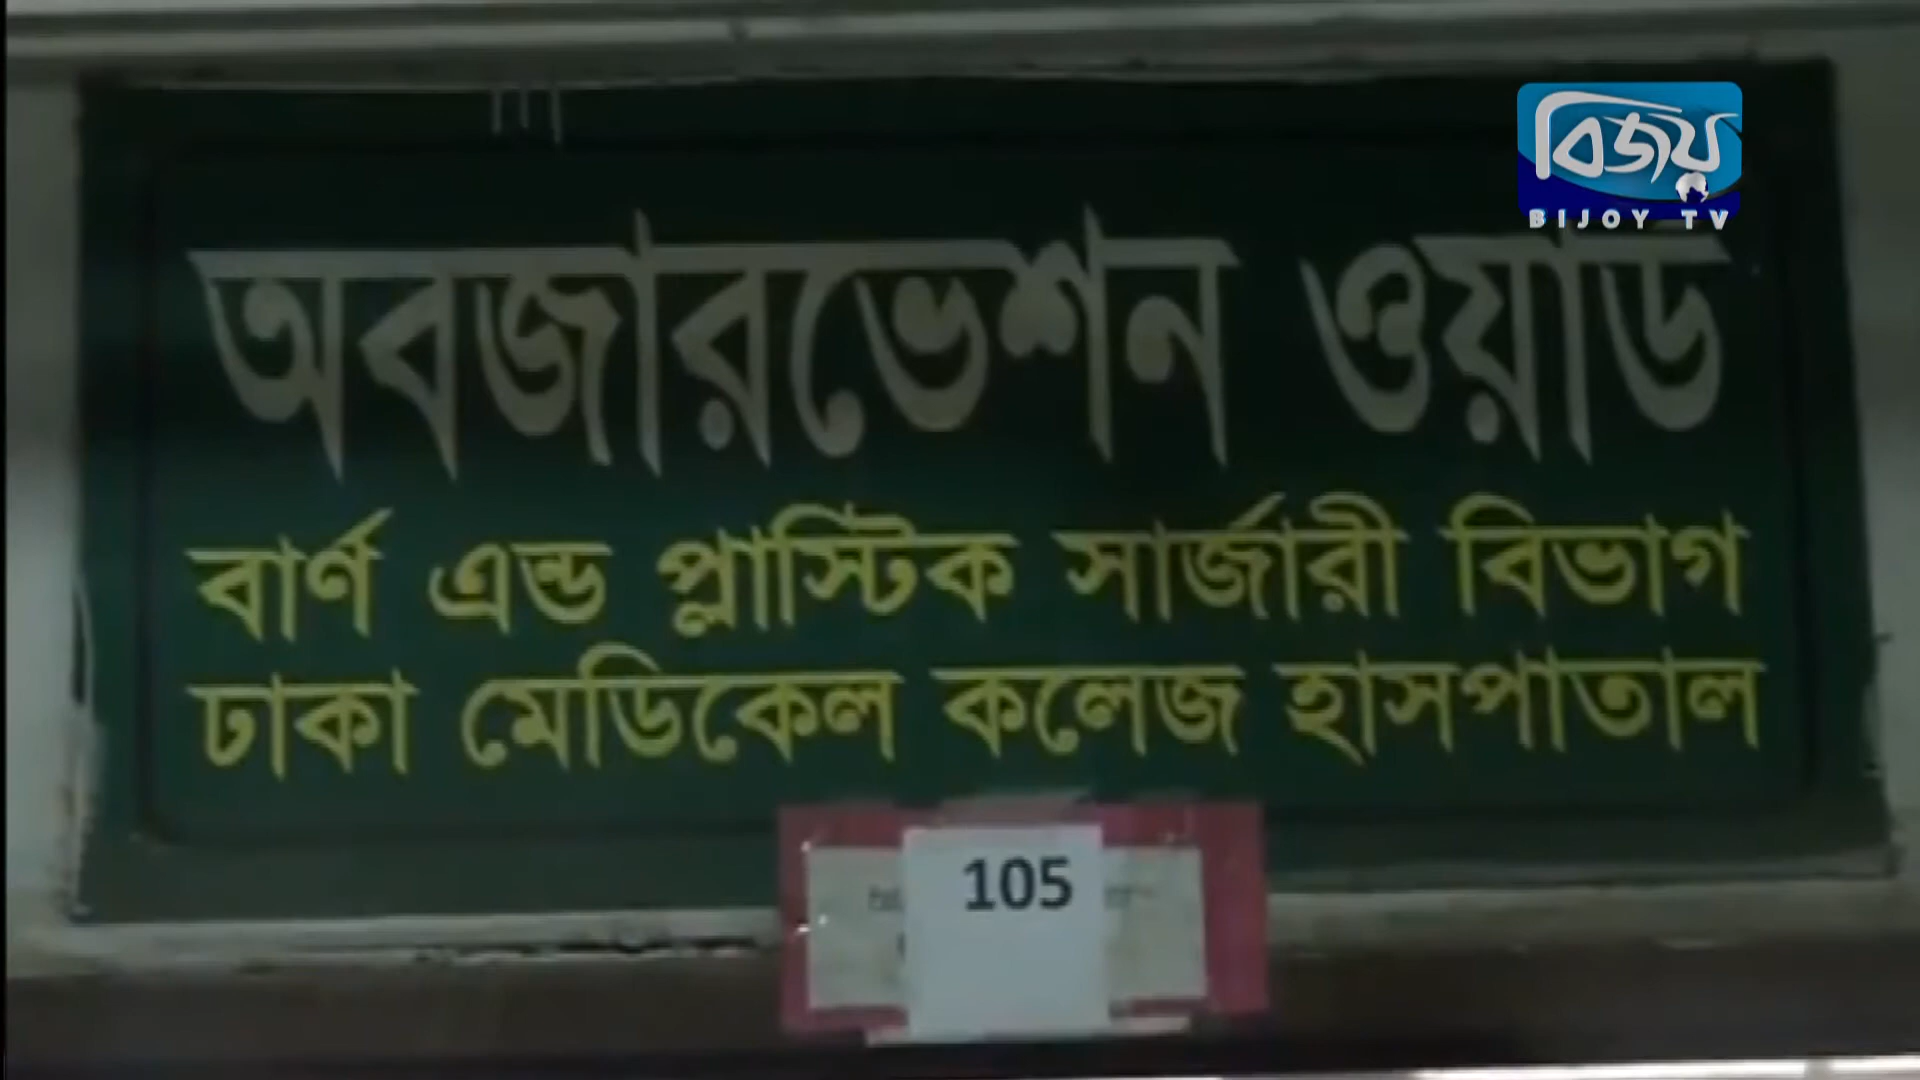 বিজয়
BIJOY TV
অবজারভেশন ওয়ার্ড
বার্ণ এন্ড প্লাস্টিক সার্জারী বিভাগ
ঢাকা মেডিকেল কলেজ হাসপাতাল
105